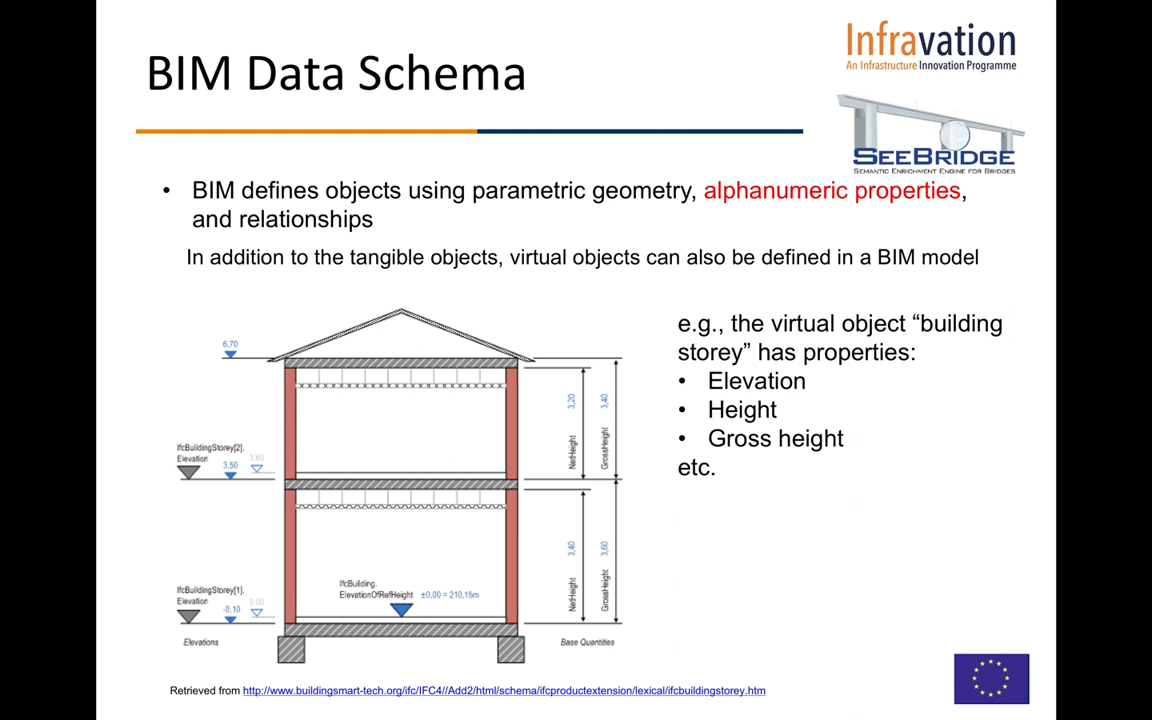 BIM Data Schema
Infravation
An Infrastructure Innovation Programme
SEEBRIDGE
SEMANTIC ENRICHMENT ENGINE FOR BRIDGES
• BIM defines objects using parametric geometry, alphanumeric properties,
and relationships
In addition to the tangible objects, virtual objects can also be defined in a BIM model
e.g., the virtual object “building
storey” has properties:
• Elevation
• Height
• Gross height
etc.
6,70
IfcBuildingStorey[2].
Elevation
3,50
3,60
NetHeight 3,20
GrossHeight 3,40
IfcBuildingStorey[1].
Elevation
-0,10
0,00
IfcBuilding.
ElevationOfRefHeight ±0,00 = 210,15m
NetHeight 3,40
GrossHeight 3,60
Elevations
Base Quantities
Retrieved from http://www.buildingsmart-tech.org/ifc/IFC4//Add2/html/schema/ifcproductextension/lexical/ifcbuildingstorey.htm